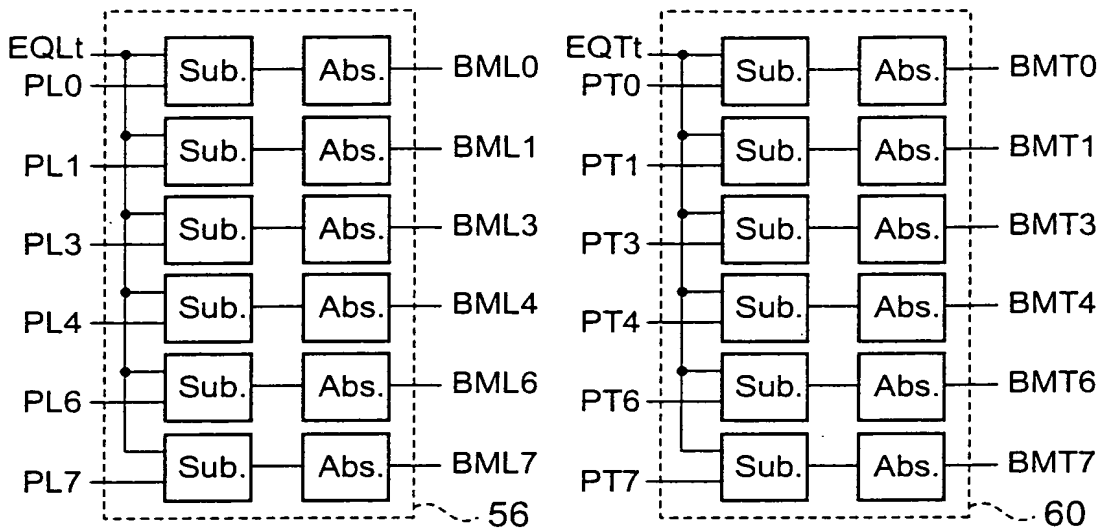 EQLt
PL0 Sub. Abs. BML0
PL1 Sub. Abs. BML1
PL3 Sub. Abs. BML3
PL4 Sub. Abs. BML4
PL6 Sub. Abs. BML6
PL7 Sub. Abs. BML7
56
EQTt
PT0 Sub. Abs. BMT0
PT1 Sub. Abs. BMT1
PT3 Sub. Abs. BMT3
PT4 Sub. Abs. BMT4
PT6 Sub. Abs. BMT6
PT7 Sub. Abs. BMT7
60